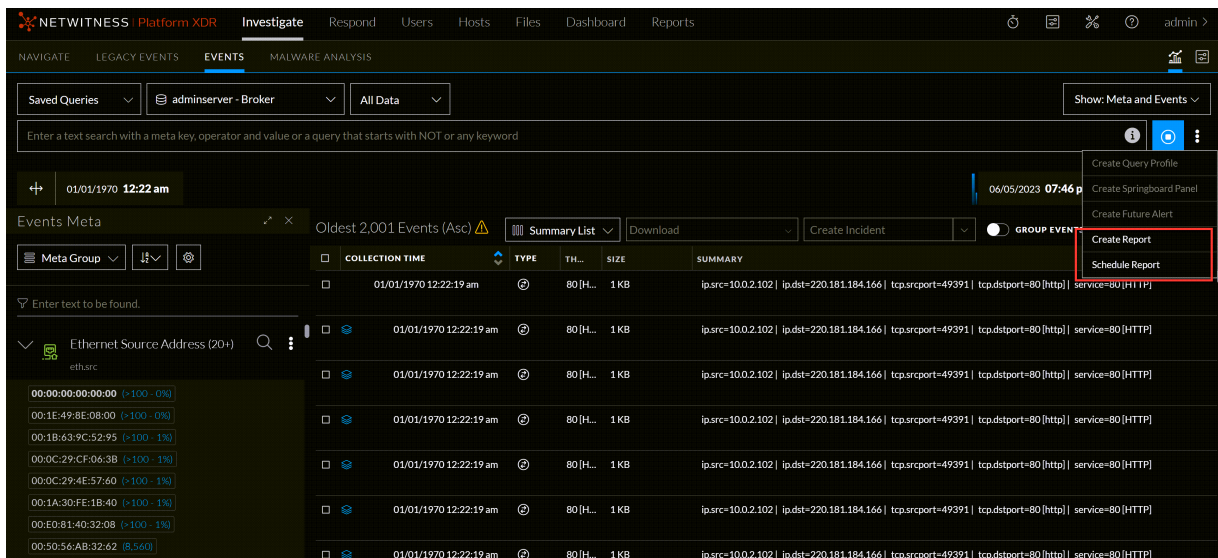 NETWITNESS Platform XDR Investigate Respond Users Hosts Files Dashboard Reports admin >
NAVIGATE LEGACY EVENTS EVENTS MALWARE ANALYSIS
Saved Queries adminserver - Broker All Data Show: Meta and Events
Enter a text search with a meta key, operator and value or a query that starts with NOT or any keyword
Create Query Profile
01/01/1970 12:22 am 06/05/2023 07:46 p Create Springboard Panel
Create Future Alert
Events Meta Oldest 2,001 Events (Asc) Summary List Download Create Incident GROUP EVENTS
Create Report
Meta Group COLLECTION TIME TYPE TH... SIZE SUMMARY
Schedule Report
01/01/1970 12:22:19 am 80 [H... 1 KB ip.src=10.0.2.102 | ip.dst=220.181.184.166 | tcp.srcport=49391 | tcp.dstport=80 [http] | service=80 [HTTP]
Enter text to be found.
01/01/1970 12:22:19 am 80 [H... 1 KB ip.src=10.0.2.102 | ip.dst=220.181.184.166 | tcp.srcport=49391 | tcp.dstport=80 [http] | service=80 [HTTP]
Ethernet Source Address (20+)
eth.src
01/01/1970 12:22:19 am 80 [H... 1 KB ip.src=10.0.2.102 | ip.dst=220.181.184.166 | tcp.srcport=49391 | tcp.dstport=80 [http] | service=80 [HTTP]
00:00:00:00:00:00 (>100 - 0%)
00:1E:49:8E:08:00 (>100 - 0%)
01/01/1970 12:22:19 am 80 [H... 1 KB ip.src=10.0.2.102 | ip.dst=220.181.184.166 | tcp.srcport=49391 | tcp.dstport=80 [http] | service=80 [HTTP]
00:1B:63:9C:52:95 (>100 - 1%)
00:0C:29:CF:06:3B (>100 - 1%)
01/01/1970 12:22:19 am 80 [H... 1 KB ip.src=10.0.2.102 | ip.dst=220.181.184.166 | tcp.srcport=49391 | tcp.dstport=80 [http] | service=80 [HTTP]
00:0C:29:4E:57:60 (>100 - 1%)
00:1A:30:FE:1B:40 (>100 - 1%)
01/01/1970 12:22:19 am 80 [H... 1 KB ip.src=10.0.2.102 | ip.dst=220.181.184.166 | tcp.srcport=49391 | tcp.dstport=80 [http] | service=80 [HTTP]
00:E0:81:40:32:08 (>100 - 1%)
00:50:56:AB:32:62 (8,560)
01/01/1970 12:22:19 am 80 [H... 1 KB ip.src=10.0.2.102 | ip.dst=220.181.184.166 | tcp.srcport=49391 | tcp.dstport=80 [http] | service=80 [HTTP]